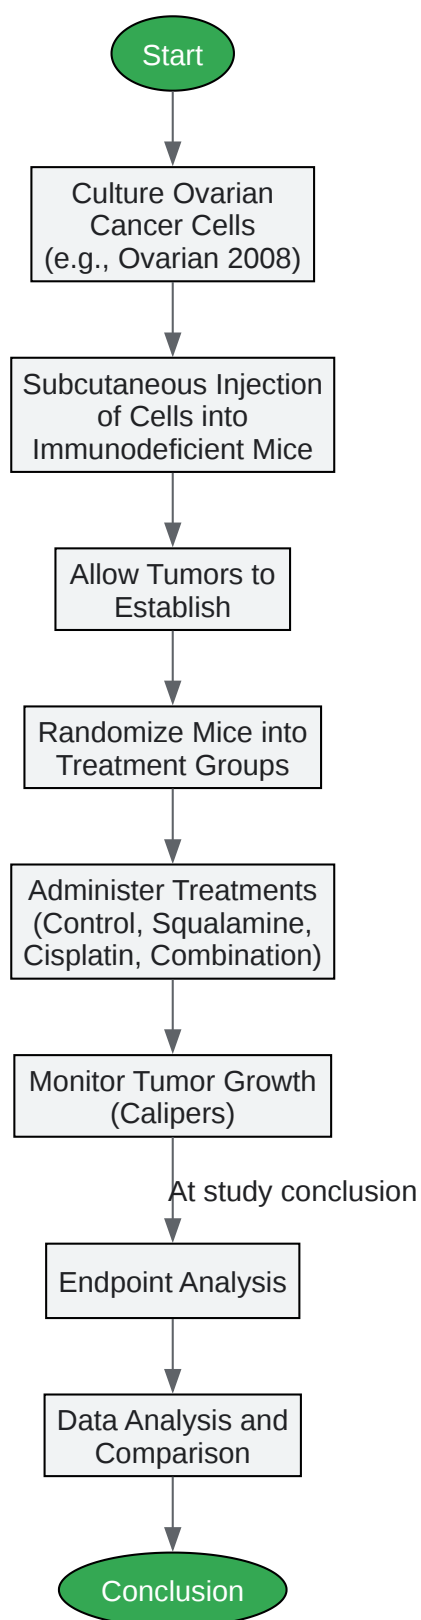 Start
Culture Ovarian
Cancer Cells
(e.g., Ovarian 2008)
Subcutaneous Injection
of Cells into
Immunodeficient Mice
Allow Tumors to
Establish
Randomize Mice into
Treatment Groups
Administer Treatments
(Control, Squalamine,
Cisplatin, Combination)
Monitor Tumor Growth
(Calipers)
At study conclusion
Endpoint Analysis
Data Analysis and
Comparison
Conclusion